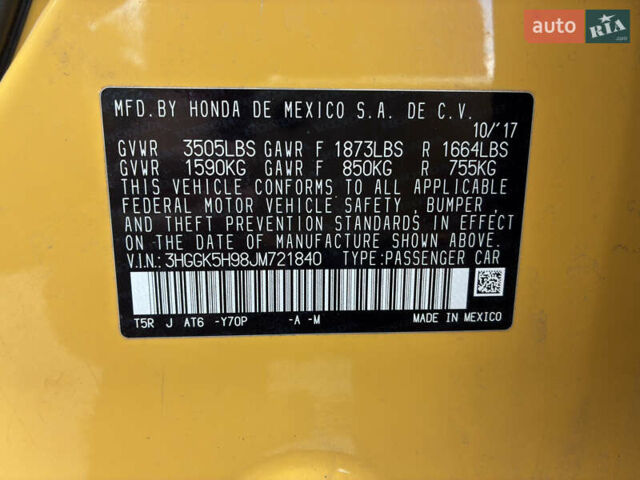 auto RIA.com
MFD.BY HONDA DE MEXICO S.A. DE C.V.
10/'17
GVWR 3505LBS GAWR F 1873LBS R 1664LBS
GVWR 1590KG GAWR F 850KG R 755KG
THIS VEHICLE CONFORMS TO ALL APPLICABLE
FEDERAL MOTOR VEHICLE SAFETY, BUMPER,
AND THEFT PREVENTION STANDARDS IN EFFECT
ON THE DATE OF MANUFACTURE SHOWN ABOVE.
V.I.N.: 3HGGK5H98JM721840 TYPE:PASSENGER CAR
T5R J AT6 -Y70P -A -M MADE IN MEXICO